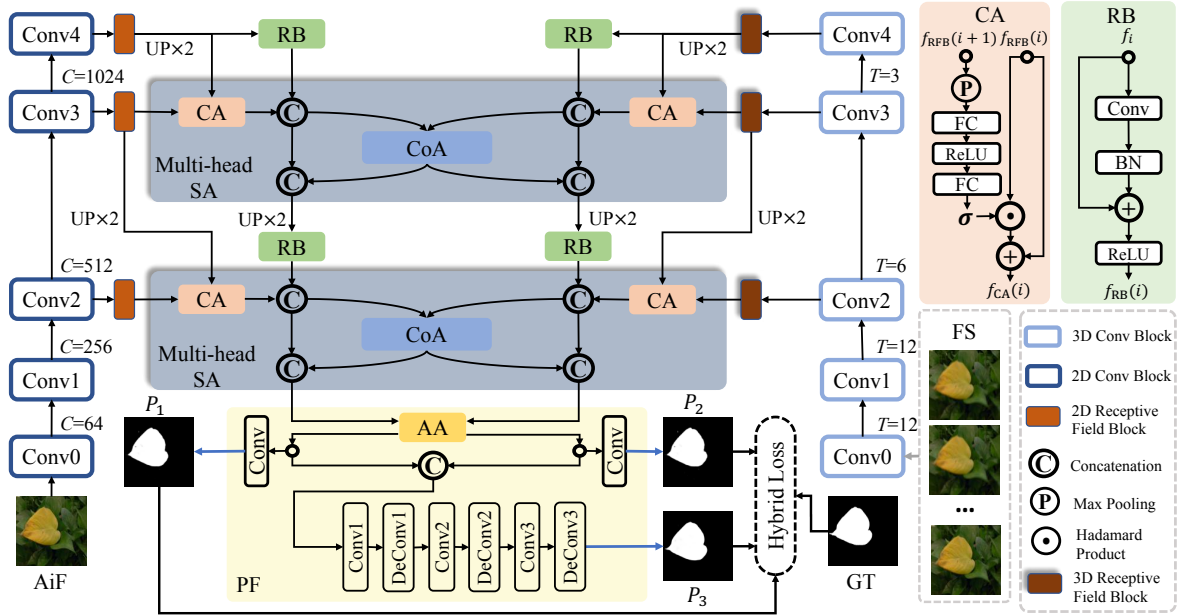 Conv4
UP×2
RB
RB
UP×2
Conv4
C=1024
T=3
Conv3
CA
C
C
CA
Conv3
CoA
Multi-head
SA
C
C
UP×2
UP×2
UP×2
RB
RB
C=512
T=6
Conv2
CA
C
C
CA
Conv2
CoA
C=256
T=12
Multi-head
SA
C
C
Conv1
Conv1
C=64
T=12
Conv0
Conv0
AiF
P₁
AA
P₂
Conv
C
Conv
Conv1
DeConv1
Conv2
DeConv2
Conv3
DeConv3
PF
P₃
Hybrid Loss
GT
CA
f_RFB(i+1) f_RFB(i)
P
FC
ReLU
FC
σ
+
f_CA(i)
RB
f_i
Conv
BN
+
ReLU
f_RB(i)
FS
...
3D Conv Block
2D Conv Block
2D Receptive
Field Block
C
Concatenation
P
Max Pooling
Hadamard
Product
3D Receptive
Field Block